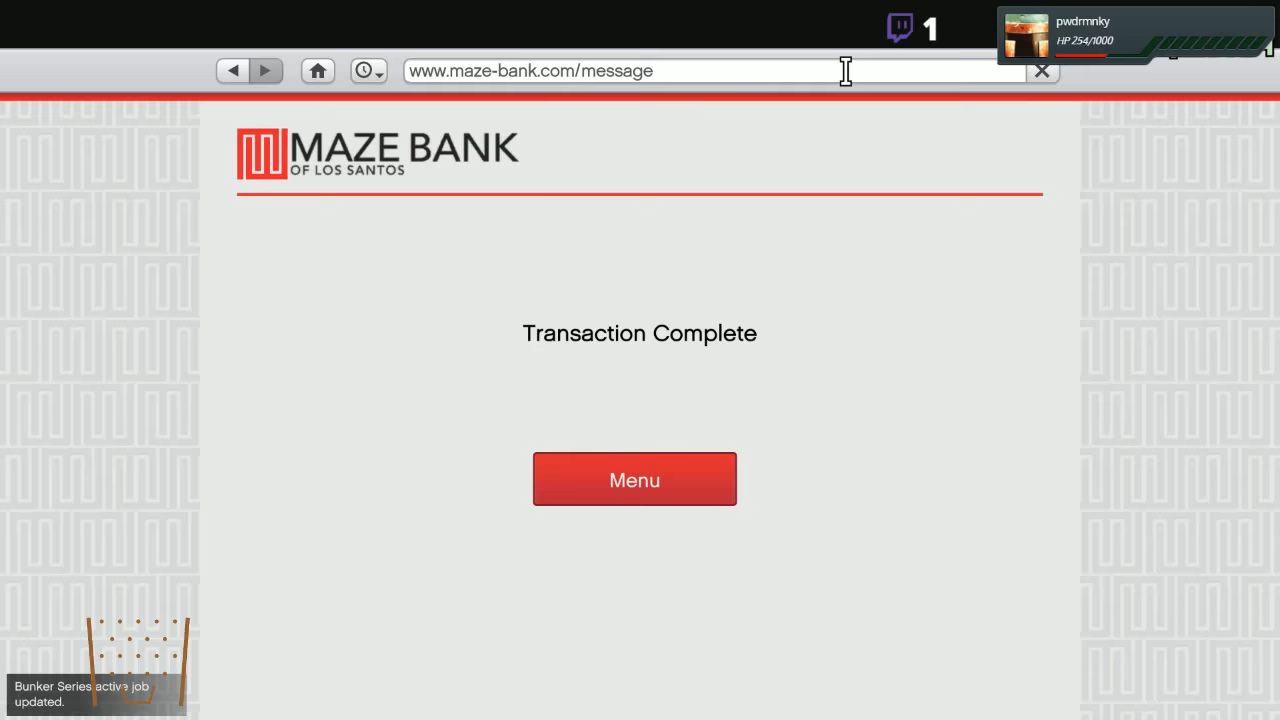 1
pwdrmnky
HP 254/1000
www.maze-bank.com/message
MAZE BANK
OF LOS SANTOS
Transaction Complete
Menu
Bunker Series active job
updated.